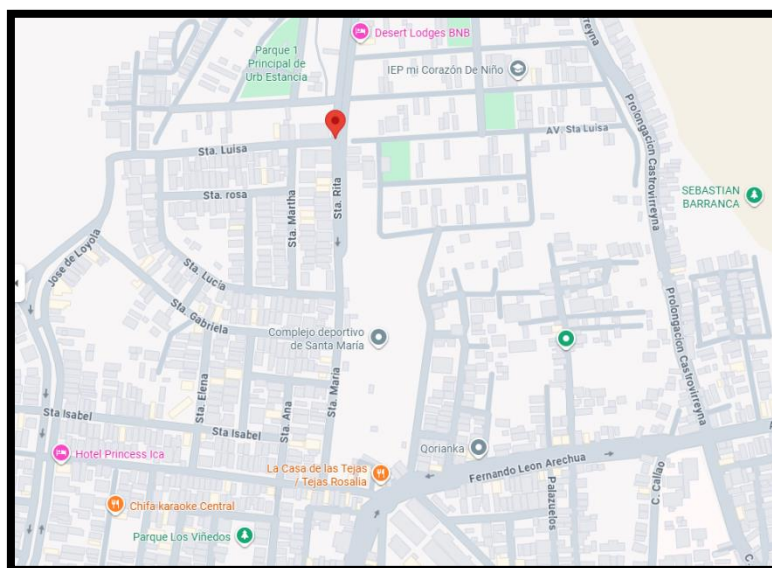 Desert Lodges BNB
Parque 1
Principal de
Urb Estancia
IEP mi Corazón De Niño
Prolongacion Castrovirreyna
AV. Sta Luisa
Sta. Luisa
Sta. rosa
Sta. Martha
Sta. Rita
SEBASTIAN
BARRANCA
Jose de Loyola
Sta. Lucia
Sta. Gabriela
Complejo deportivo
de Santa María
Prolongacion Castrovirreyna
Sta. Elena
Sta. Maria
Sta. Ana
Sta Isabel
Sta Isabel
Hotel Princess Ica
Qorianka
La Casa de las Tejas
/ Tejas Rosalia
Fernando Leon Arechua
Palazuelos
C. Callao
Chifa karaoke Central
Parque Los Viñedos